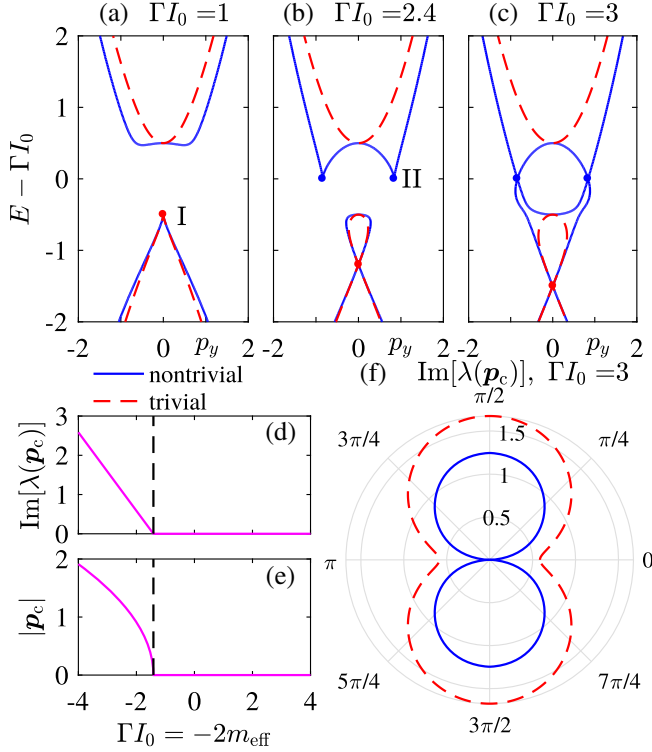 (a) ΓI₀ = 1 (b) ΓI₀ = 2.4 (c) ΓI₀ = 3
2
1
0
-1
-2
E − ΓI₀
I
II
-2 0 p_y 2
-2 0 p_y 2
-2 0 p_y 2
nontrivial
trivial
(d)
3
2
1
0
Im[λ(p_c)]
(e)
2
1
0
|p_c|
-4 -2 0 2 4
ΓI₀ = −2m_eff
(f) Im[λ(p_c)], ΓI₀ = 3
π/2
3π/4 π/4
1.5
1
0.5
π 0
5π/4 7π/4
3π/2